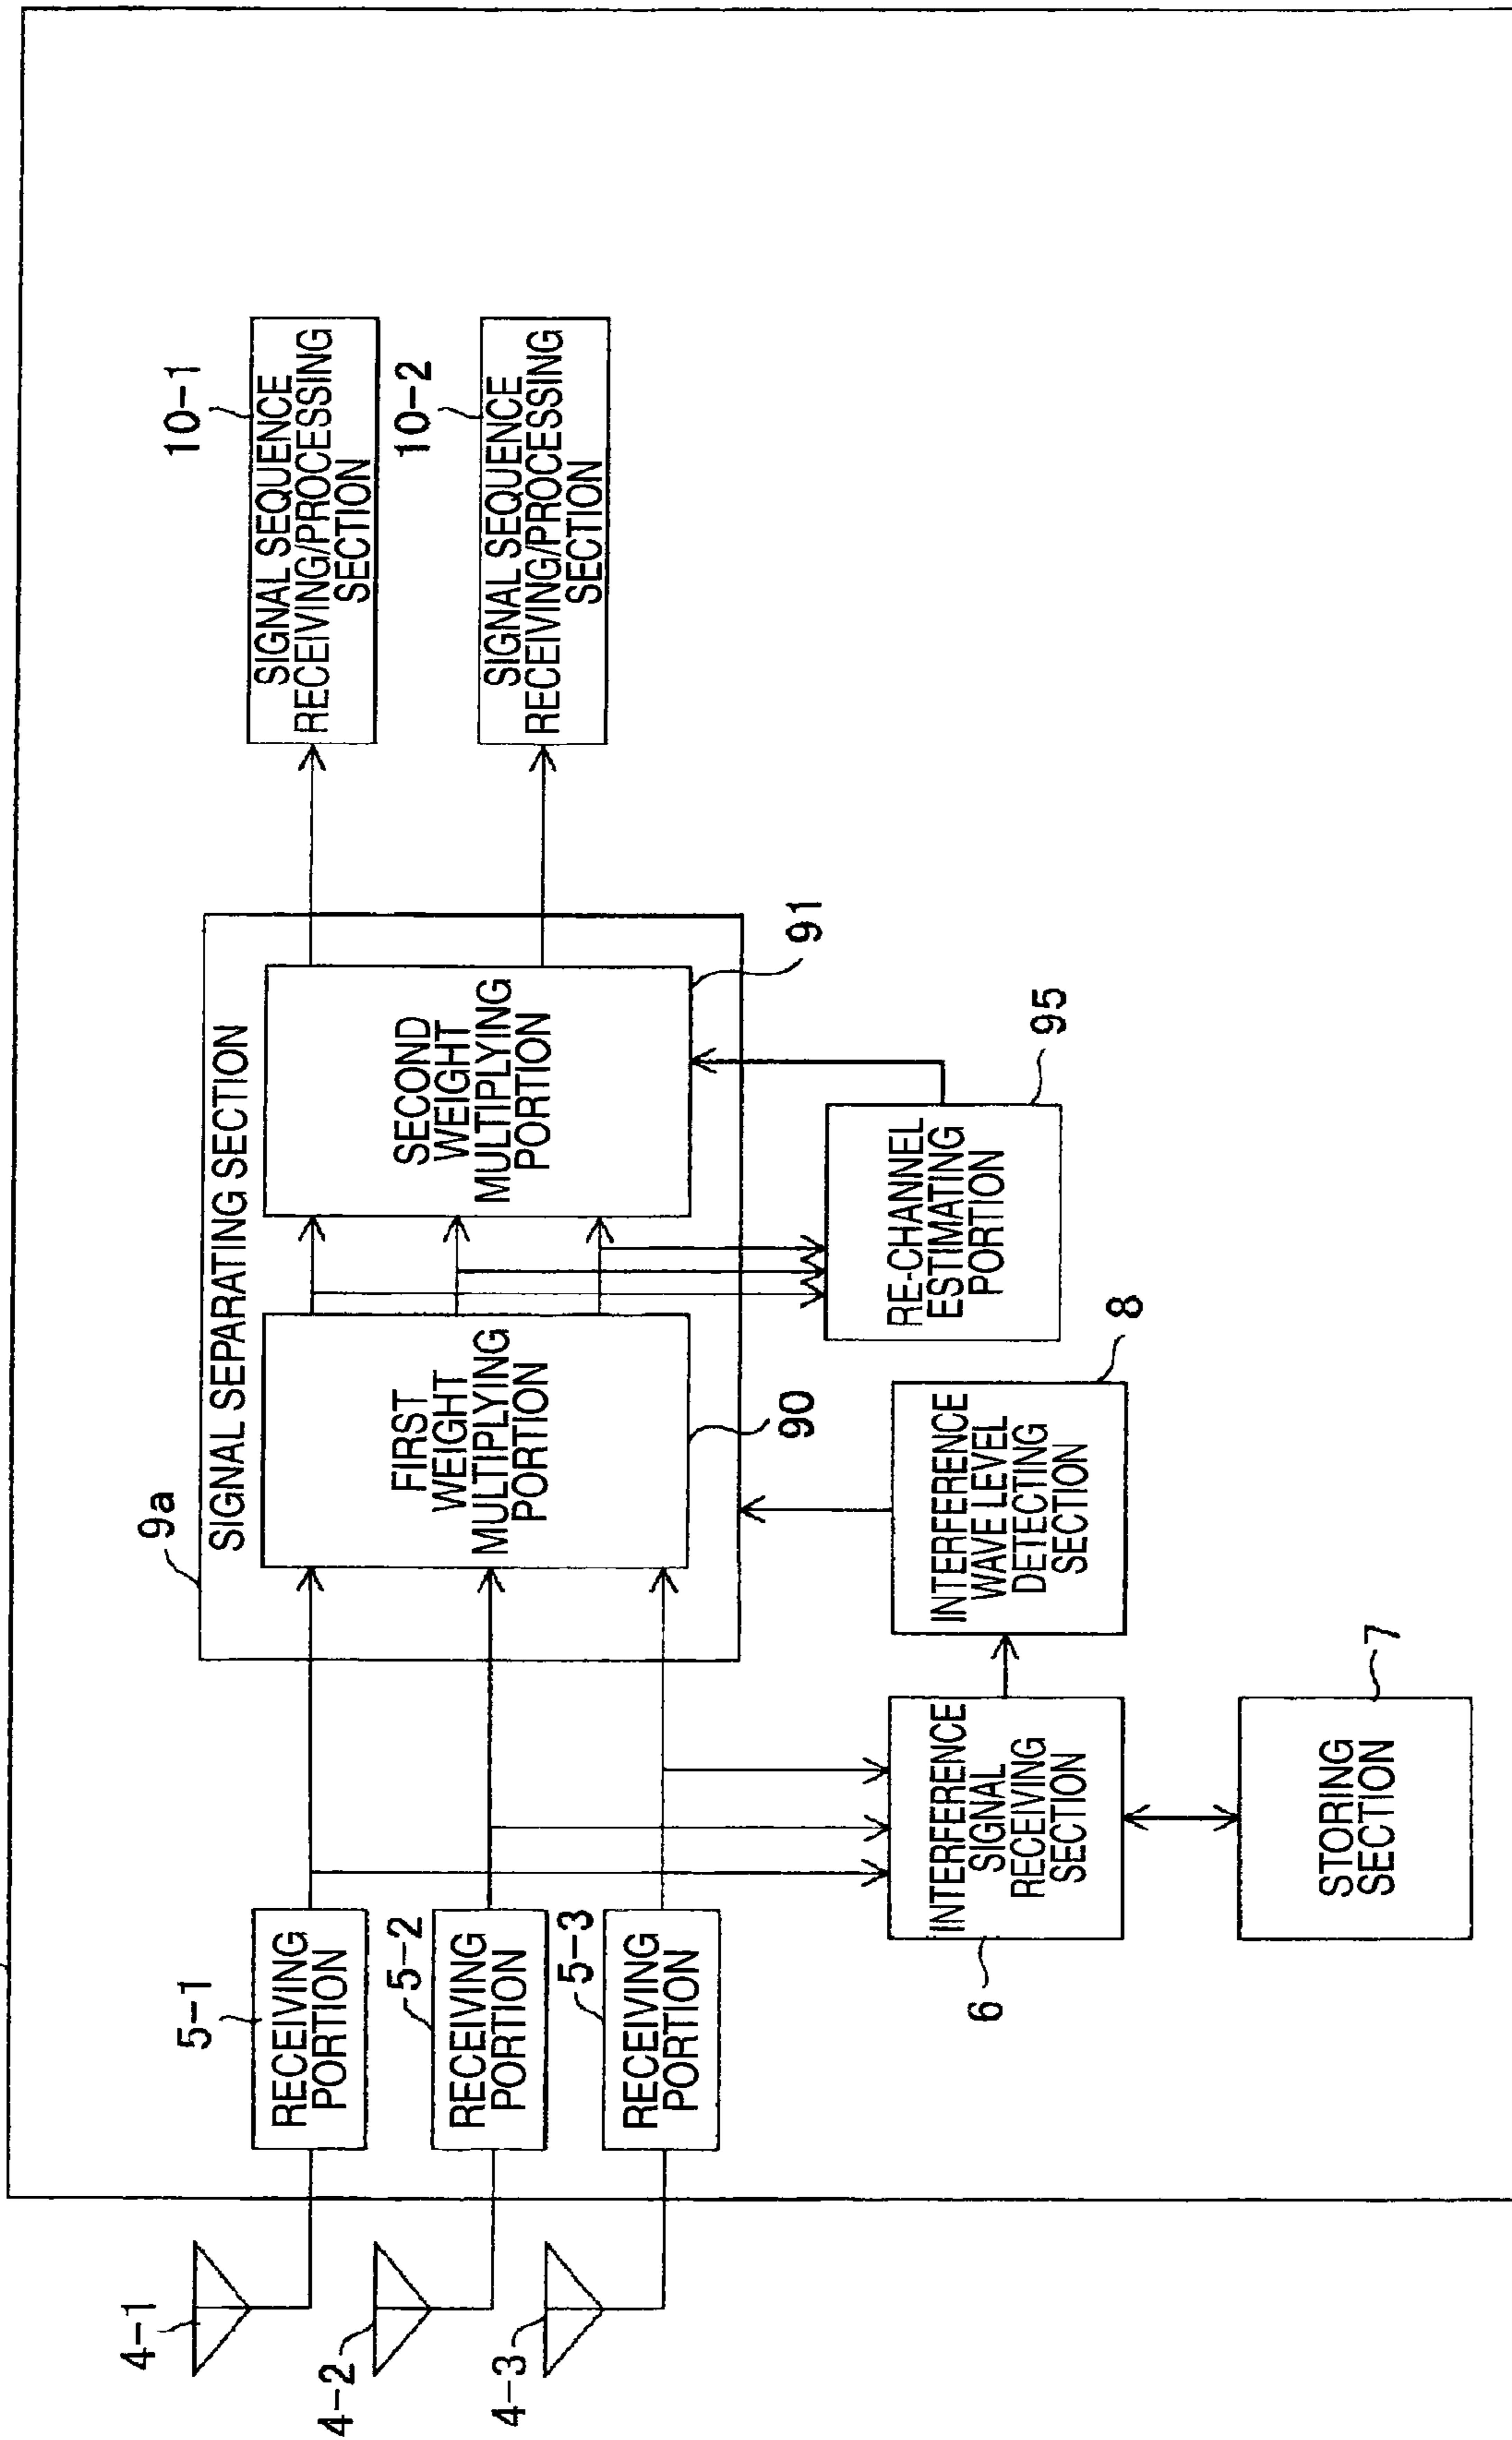 4-1
4-2
4-3
5-1
RECEIVING
PORTION
5-2
RECEIVING
PORTION
5-3
RECEIVING
PORTION
9a
SIGNAL SEPARATING SECTION
FIRST
WEIGHT
MULTIPLYING
PORTION
90
SECOND
WEIGHT
MULTIPLYING
PORTION
91
10-1
SIGNAL SEQUENCE
RECEIVING/PROCESSING
SECTION
10-2
SIGNAL SEQUENCE
RECEIVING/PROCESSING
SECTION
RE-CHANNEL
ESTIMATING
PORTION
95
INTERFERENCE
WAVE LEVEL
DETECTING
SECTION
8
INTERFERENCE
SIGNAL
RECEIVING
SECTION
6
STORING
SECTION
7